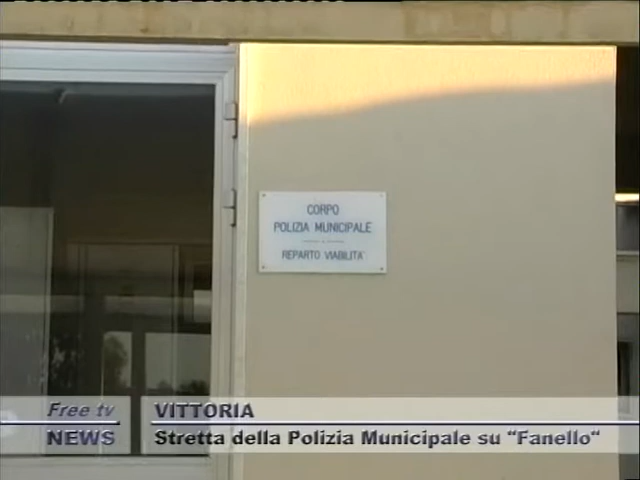 CORPO
POLIZIA MUNICIPALE
REPARTO VIABILITA'
Free tv
NEWS
VITTORIA
Stretta della Polizia Municipale su "Fanello"